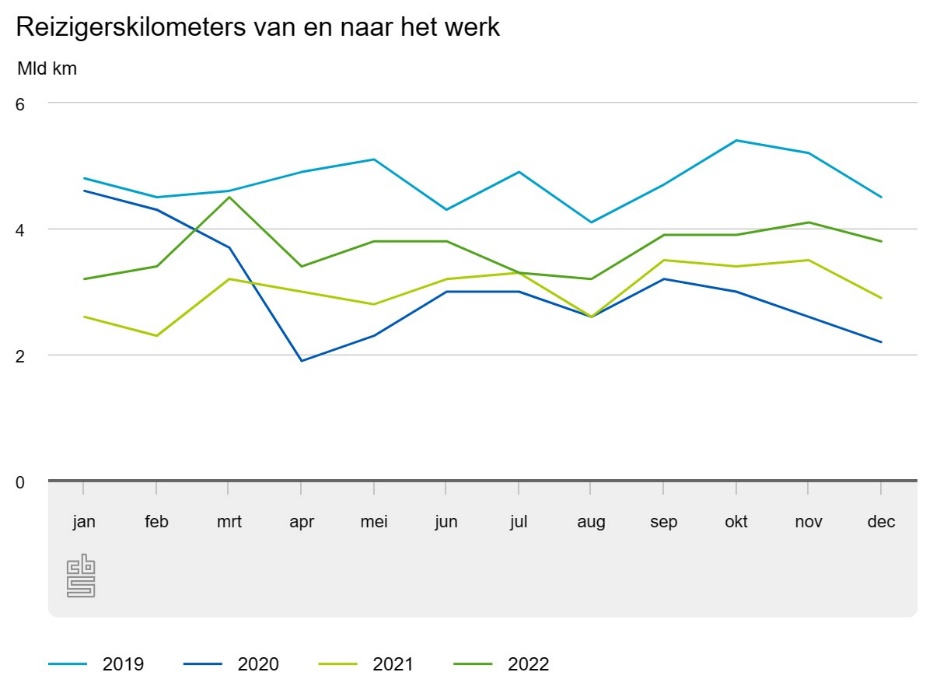 Reizigerskilometers van en naar het werk
Mld km
6
4
2
0
jan feb mrt apr mei jun jul aug sep okt nov dec
cbs
2019 2020 2021 2022